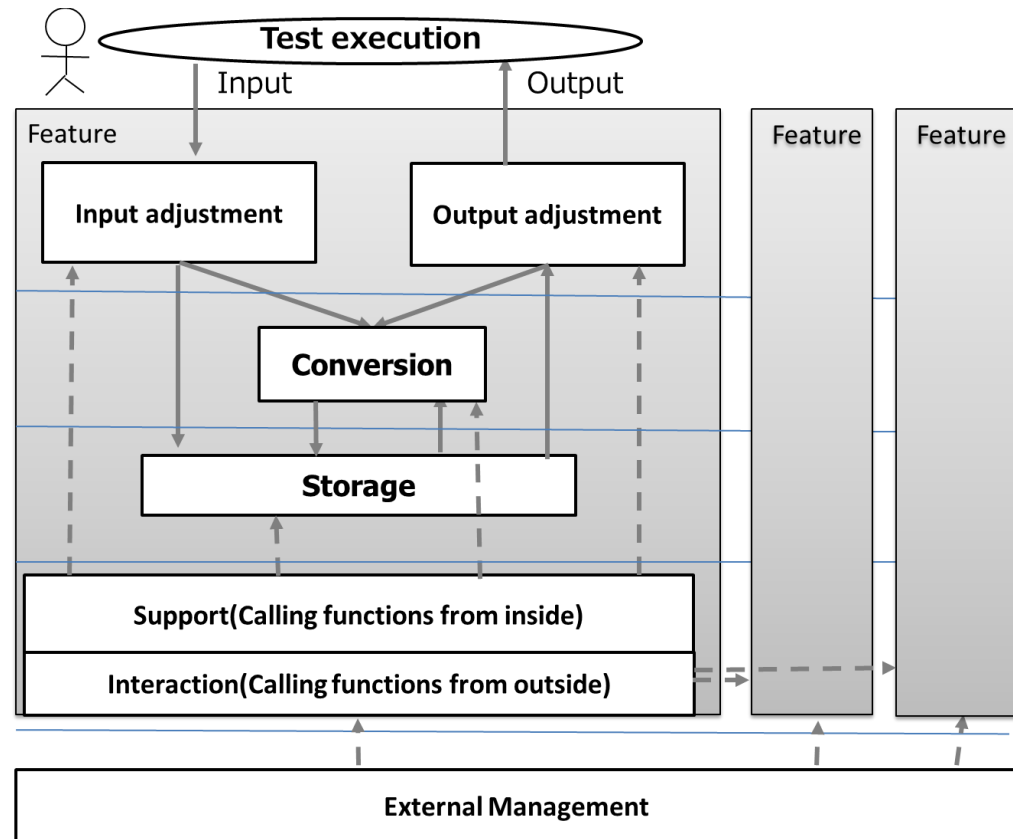 Test execution
Input
Output
Feature
Feature
Feature
Input adjustment
Output adjustment
Conversion
Storage
Support(Calling functions from inside)
Interaction(Calling functions from outside)
External Management